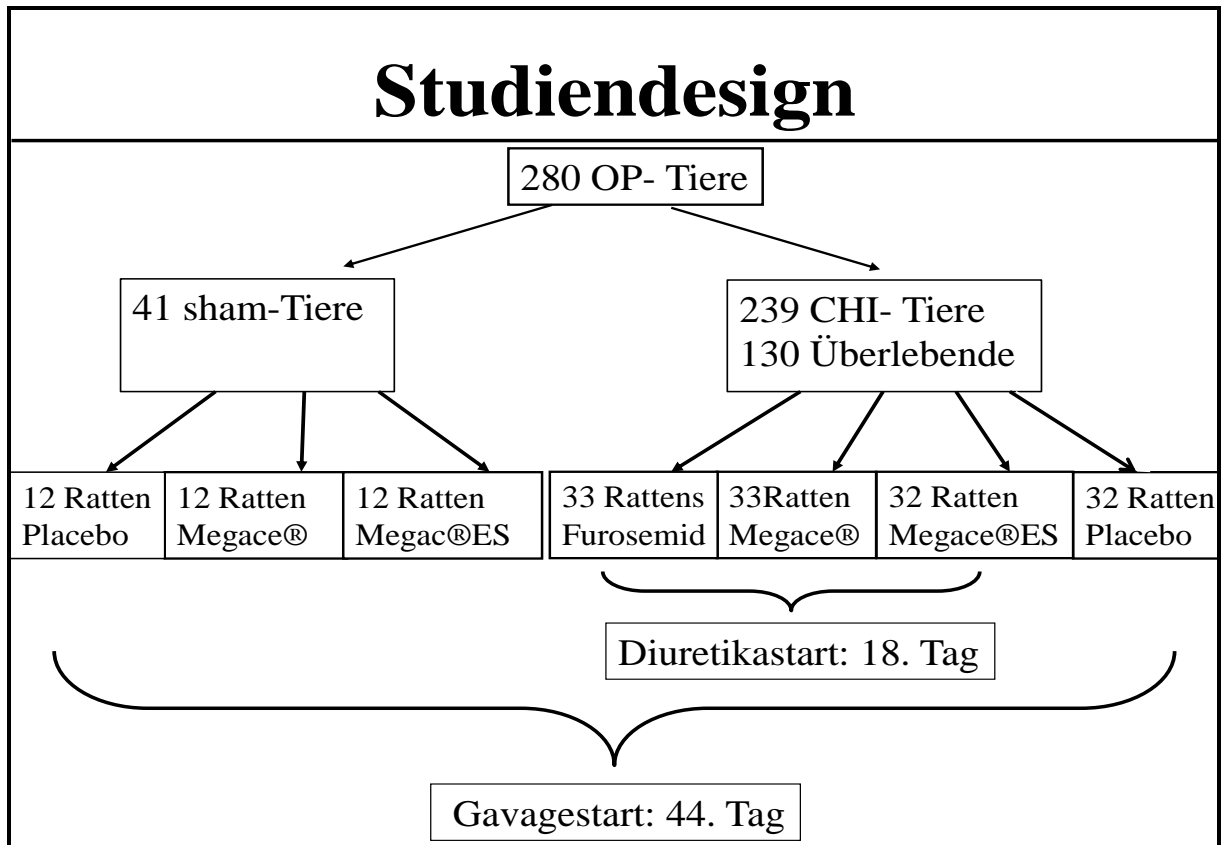 Studiendesign
280 OP- Tiere
41 sham-Tiere
239 CHI- Tiere
130 Überlebende
12 Ratten
Placebo
12 Ratten
Megace®
12 Ratten
Megac®ES
33 Rattens
Furosemid
33Ratten
Megace®
32 Ratten
Megace®ES
32 Ratten
Placebo
Diuretikastart: 18. Tag
Gavagestart: 44. Tag